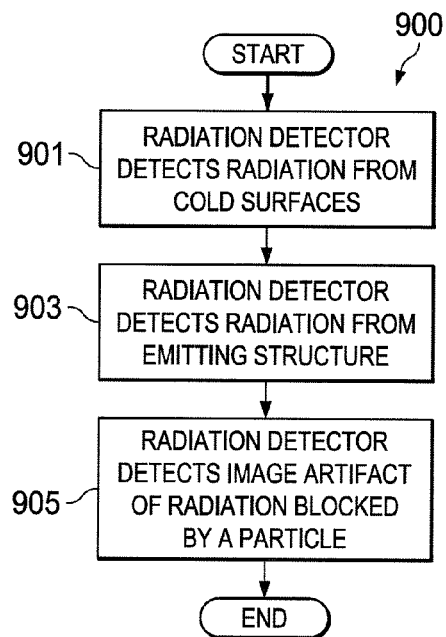 900
START
901
RADIATION DETECTOR
DETECTS RADIATION FROM
COLD SURFACES
903
RADIATION DETECTOR
DETECTS RADIATION FROM
EMITTING STRUCTURE
905
RADIATION DETECTOR
DETECTS IMAGE ARTIFACT
OF RADIATION BLOCKED
BY A PARTICLE
END